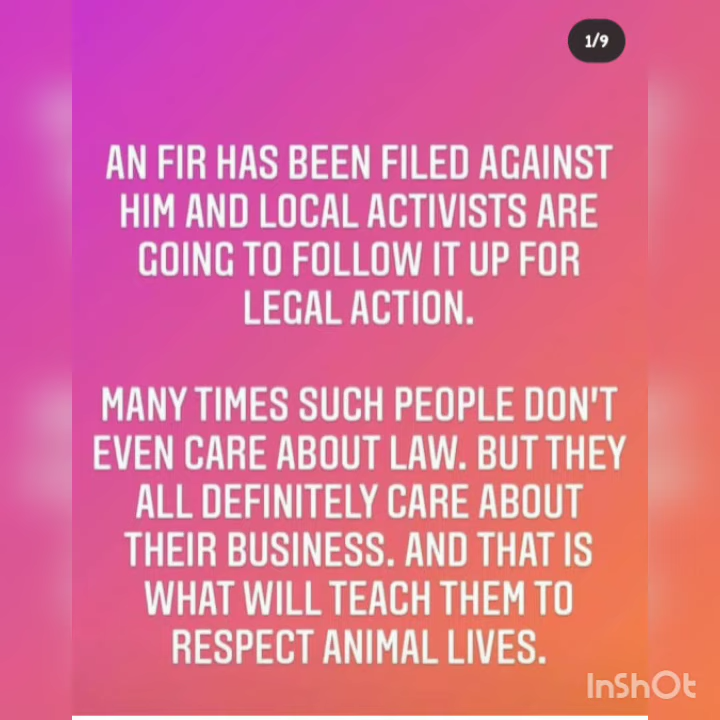 1/9
AN FIR HAS BEEN FILED AGAINST
HIM AND LOCAL ACTIVISTS ARE
GOING TO FOLLOW IT UP FOR
LEGAL ACTION.
MANY TIMES SUCH PEOPLE DON'T
EVEN CARE ABOUT LAW. BUT THEY
ALL DEFINITELY CARE ABOUT
THEIR BUSINESS. AND THAT IS
WHAT WILL TEACH THEM TO
RESPECT ANIMAL LIVES.
InShOt